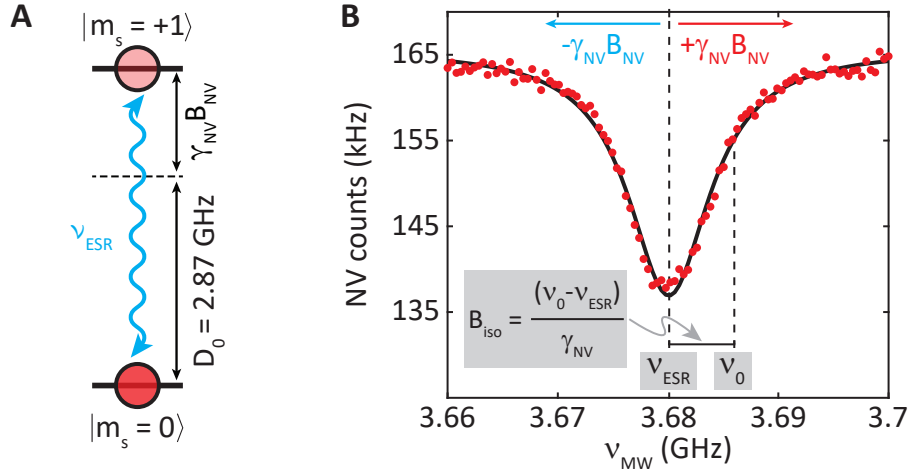 A
|m_s = +1⟩
γ_NV B_NV
ν_ESR
D_0 = 2.87 GHz
|m_s = 0⟩
B
-γ_NV B_NV
+γ_NV B_NV
165
155
145
135
NV counts (kHz)
B_iso = (ν_0-ν_ESR) / γ_NV
ν_ESR
ν_0
3.66
3.67
3.68
3.69
3.7
ν_MW (GHz)